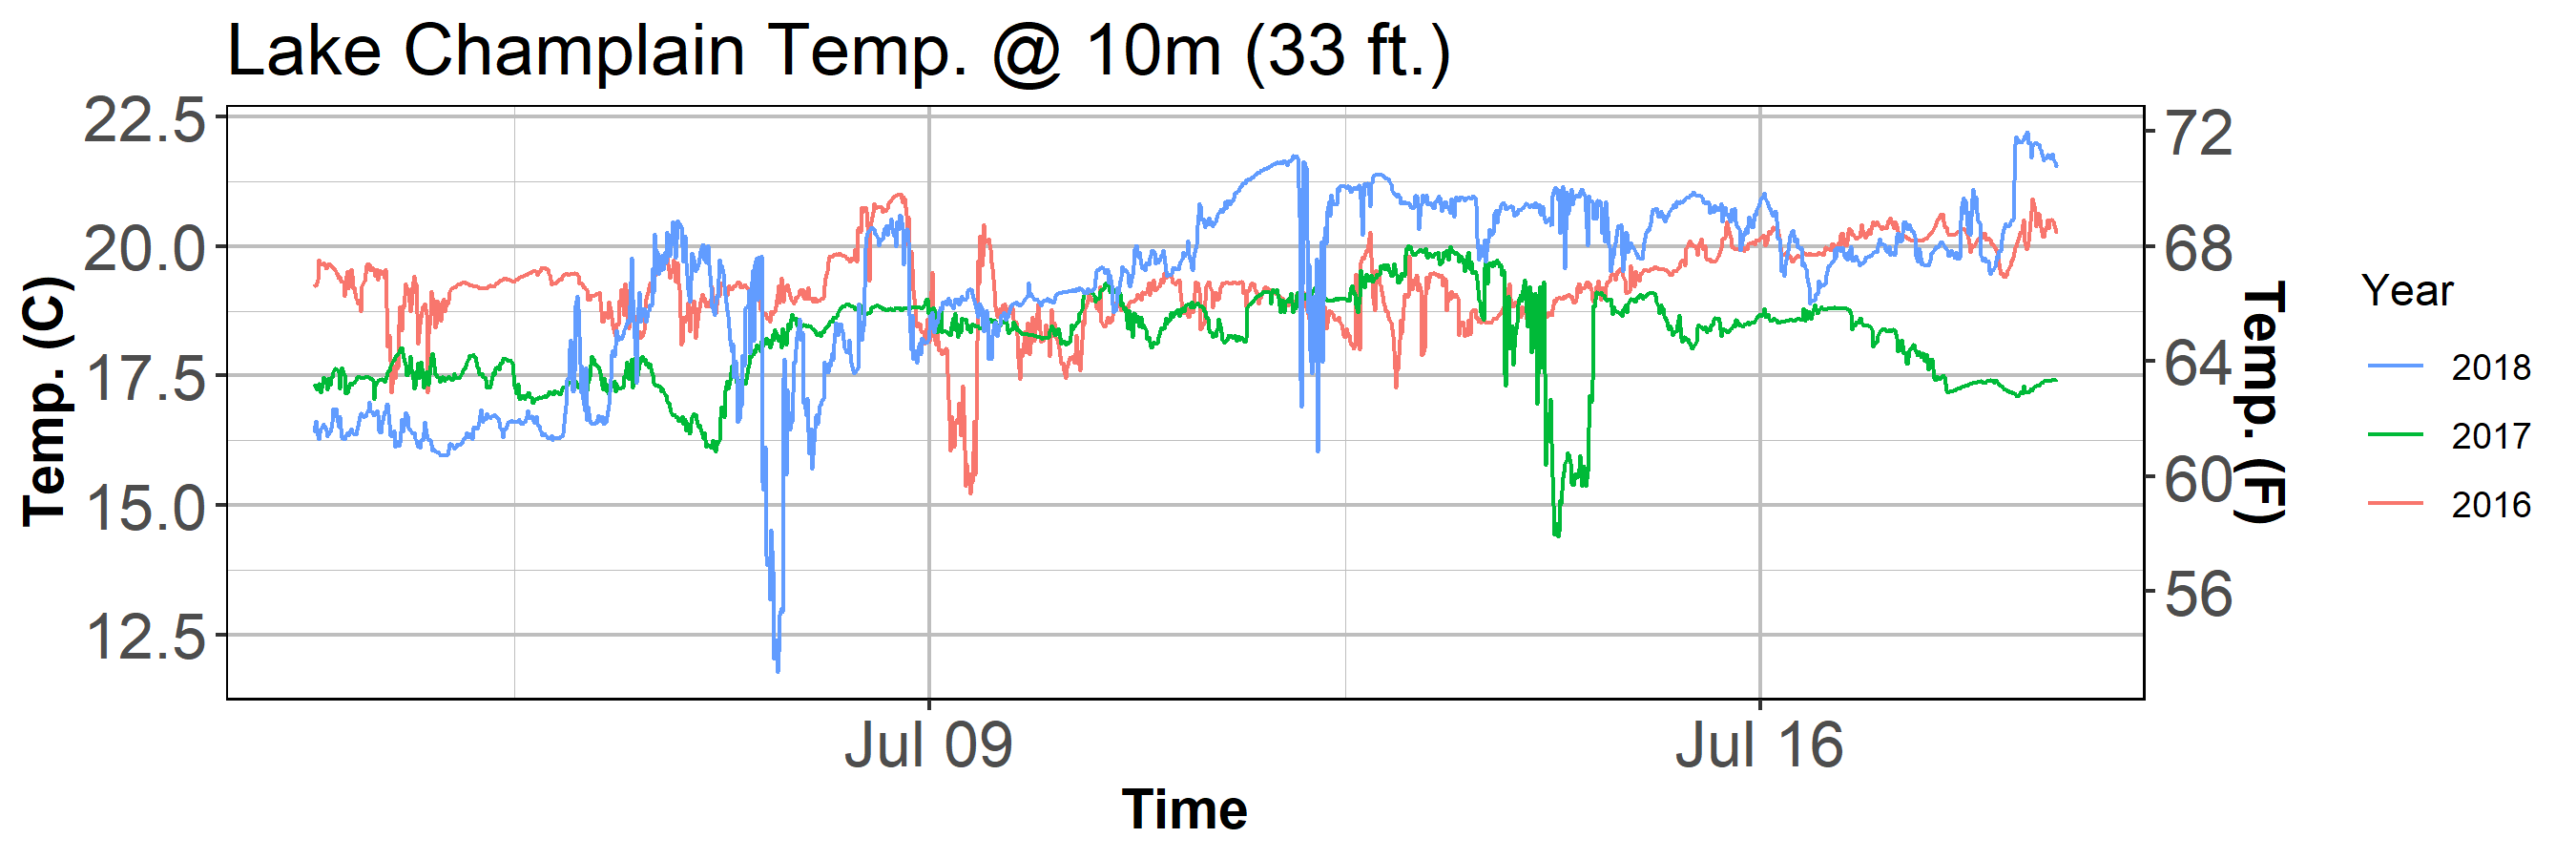 Lake Champlain Temp. @ 10m (33 ft.)
22.5
20.0
17.5
15.0
12.5
Temp. (C)
72
68
64
60
56
Temp. (F)
Jul 09
Jul 16
Time
Year
2018
2017
2016